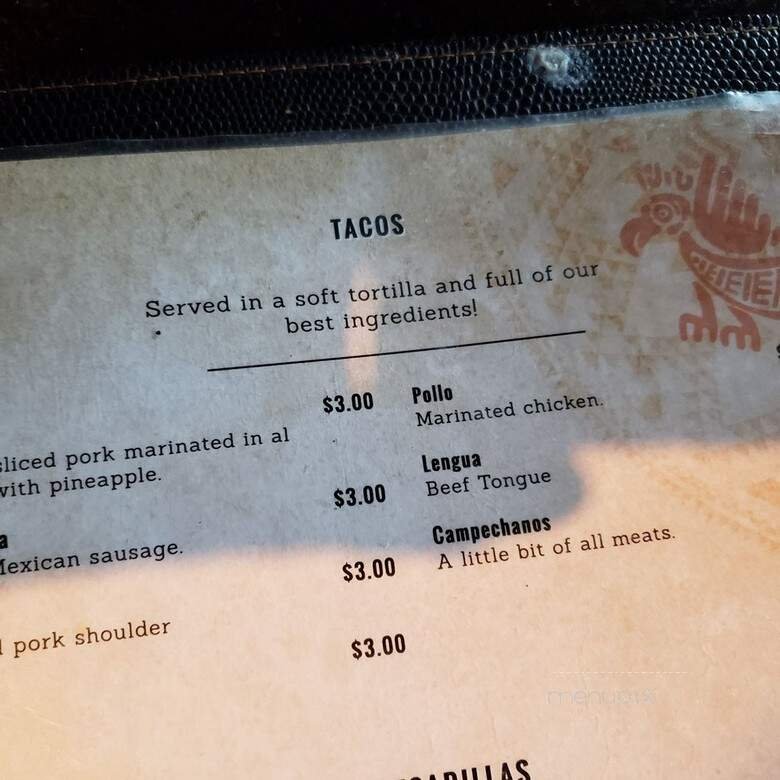 TACOS
Served in a soft tortilla and full of our
best ingredients!
$3.00
sliced pork marinated in al
with pineapple.
$3.00
a
Mexican sausage.
$3.00
pork shoulder
$3.00
Pollo
Marinated chicken.
Lengua
Beef Tongue
Campechanos
A little bit of all meats.